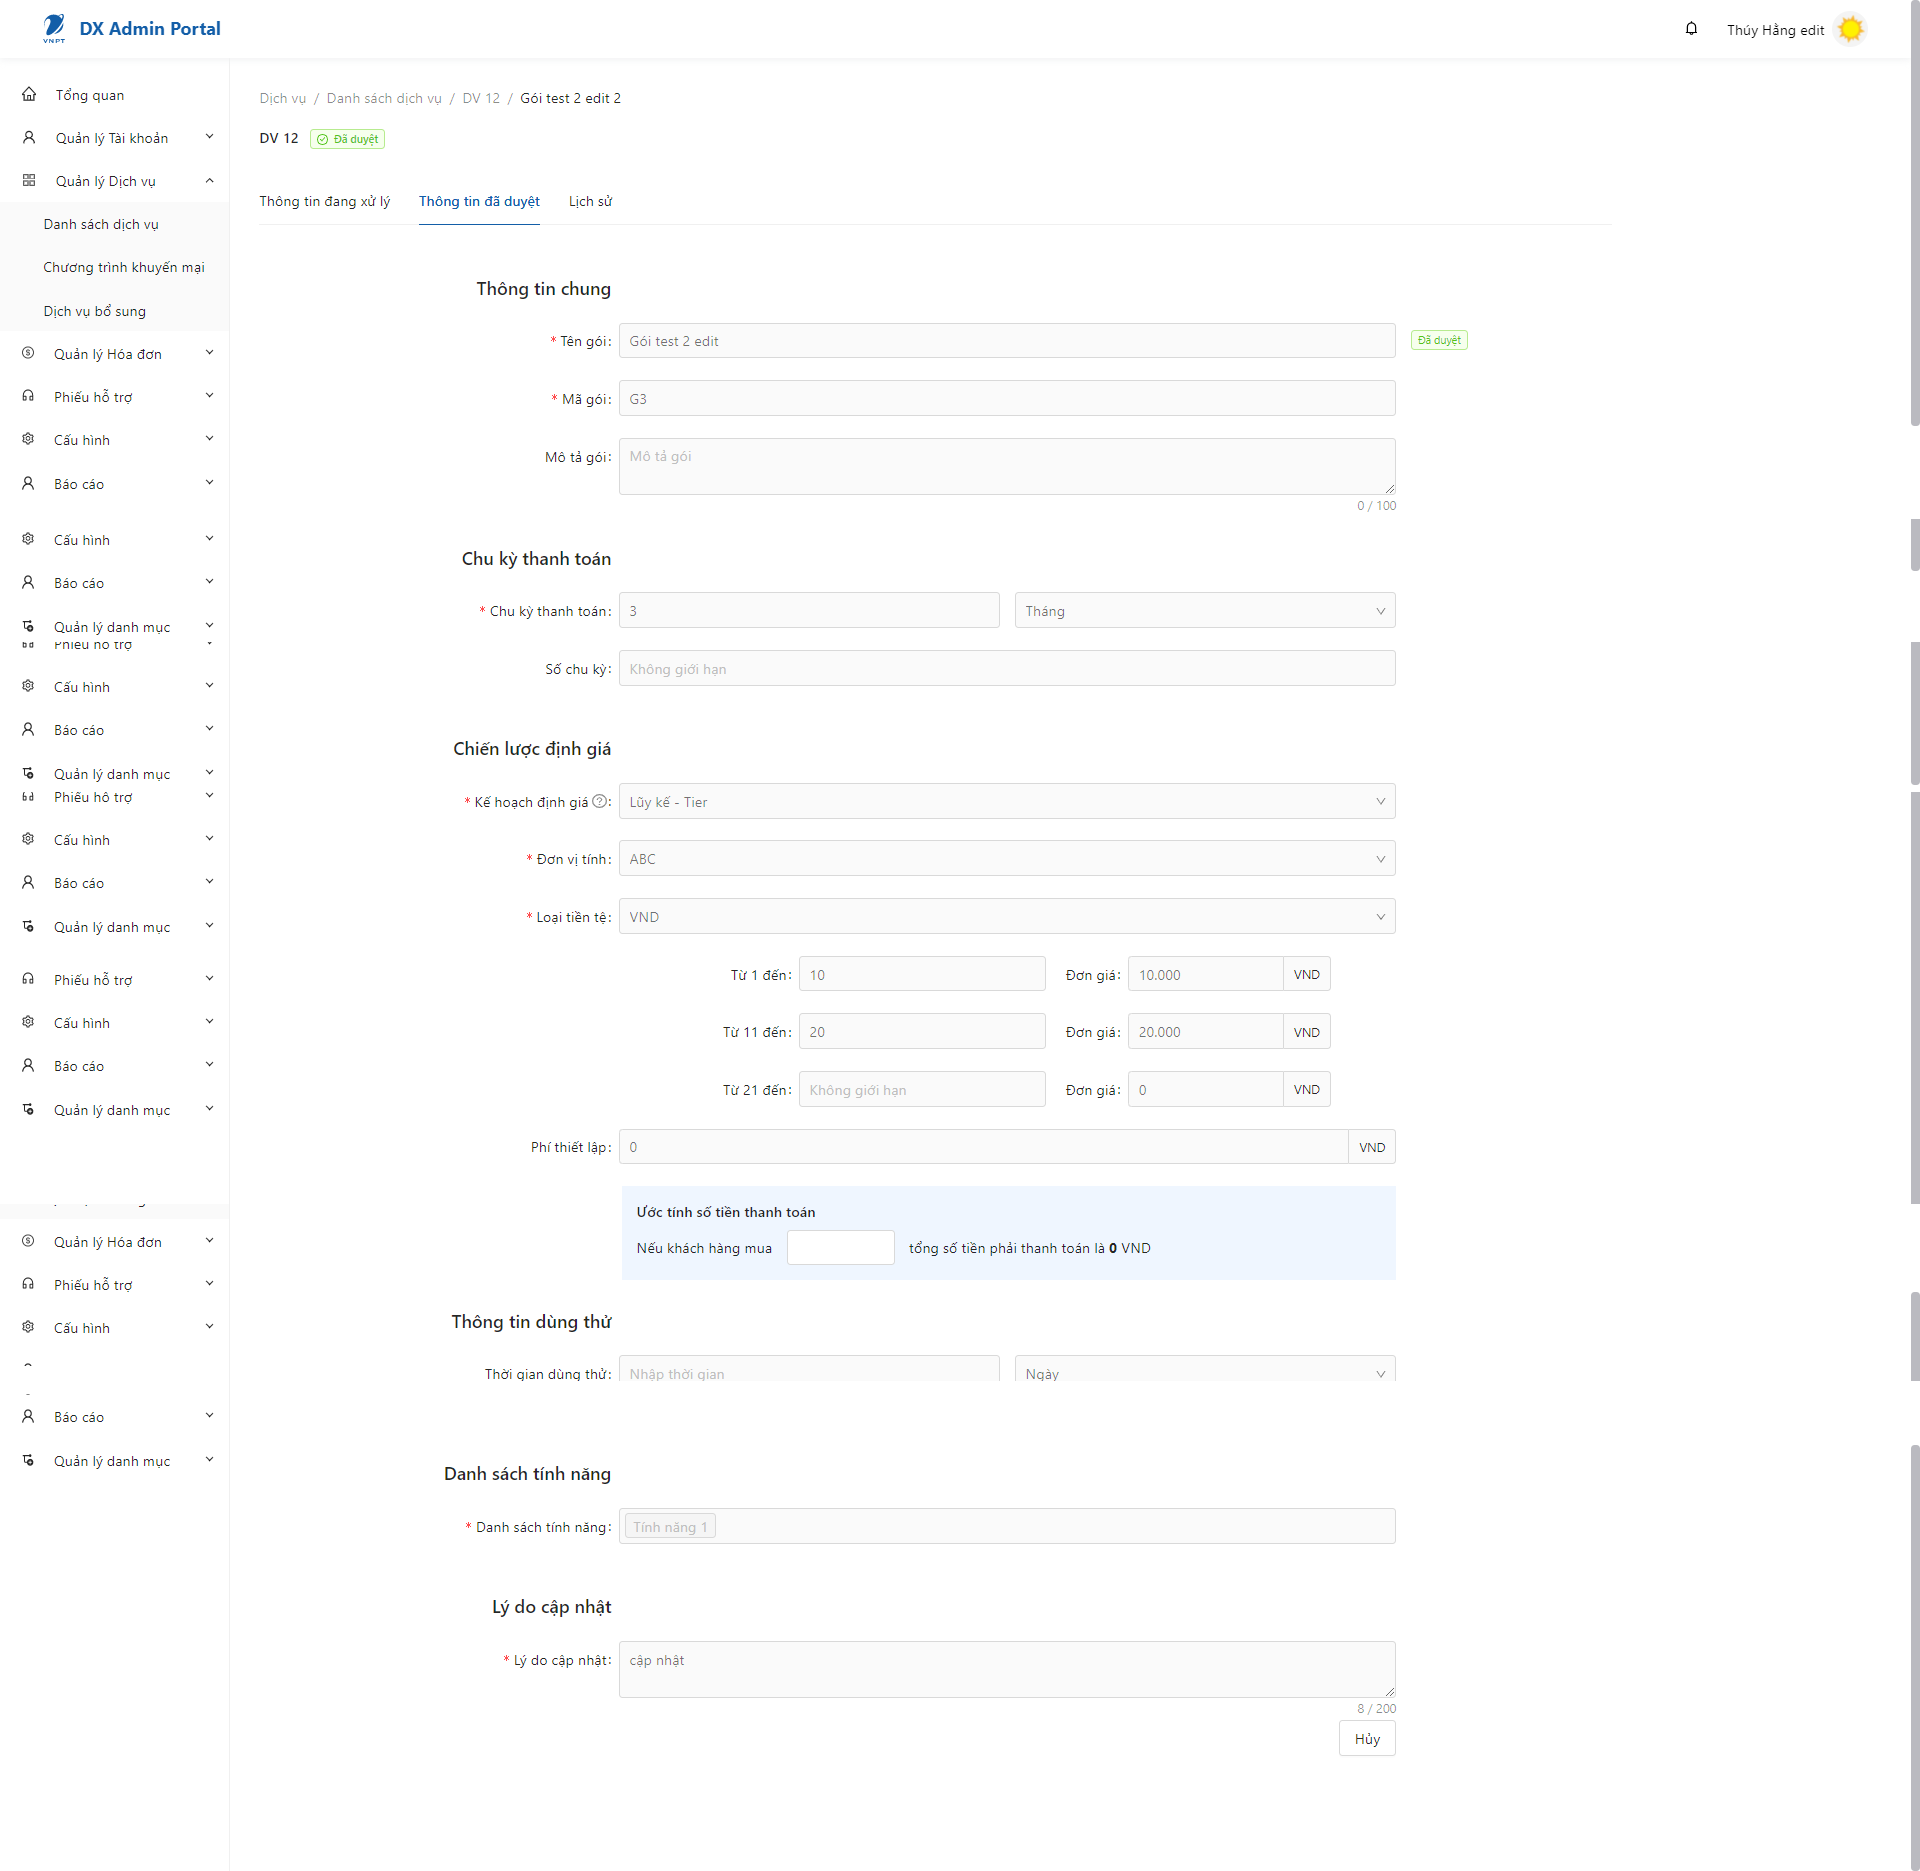 VNPT
DX Admin Portal
Thúy Hằng edit
Tổng quan
Quản lý Tài khoản
Quản lý Dịch vụ
Danh sách dịch vụ
Chương trình khuyến mại
Dịch vụ bổ sung
Quản lý Hóa đơn
Phiếu hỗ trợ
Cấu hình
Báo cáo
Cấu hình
Báo cáo
Quản lý danh mục
Phiếu hỗ trợ
Cấu hình
Báo cáo
Quản lý danh mục
Phiếu hỗ trợ
Cấu hình
Báo cáo
Quản lý danh mục
Phiếu hỗ trợ
Cấu hình
Báo cáo
Quản lý danh mục
Quản lý Hóa đơn
Phiếu hỗ trợ
Cấu hình
Báo cáo
Quản lý danh mục
Dịch vụ / Danh sách dịch vụ / DV 12 / Gói test 2 edit 2
DV 12 Đã duyệt
Thông tin đang xử lý Thông tin đã duyệt Lịch sử
Thông tin chung
* Tên gói: Gói test 2 edit Đã duyệt
* Mã gói: G3
Mô tả gói: Mô tả gói
0 / 100
Chu kỳ thanh toán
* Chu kỳ thanh toán: 3 Tháng
Số chu kỳ: Không giới hạn
Chiến lược định giá
* Kế hoạch định giá ?: Lũy kế - Tier
* Đơn vị tính: ABC
* Loại tiền tệ: VND
Từ 1 đến: 10 Đơn giá: 10.000 VND
Từ 11 đến: 20 Đơn giá: 20.000 VND
Từ 21 đến: Không giới hạn Đơn giá: 0 VND
Phí thiết lập: 0 VND
Ước tính số tiền thanh toán
Nếu khách hàng mua tổng số tiền phải thanh toán là 0 VND
Thông tin dùng thử
Thời gian dùng thử: Nhập thời gian Ngày
Danh sách tính năng
* Danh sách tính năng: Tính năng 1
Lý do cập nhật
* Lý do cập nhật: cập nhật
8 / 200
Hủy